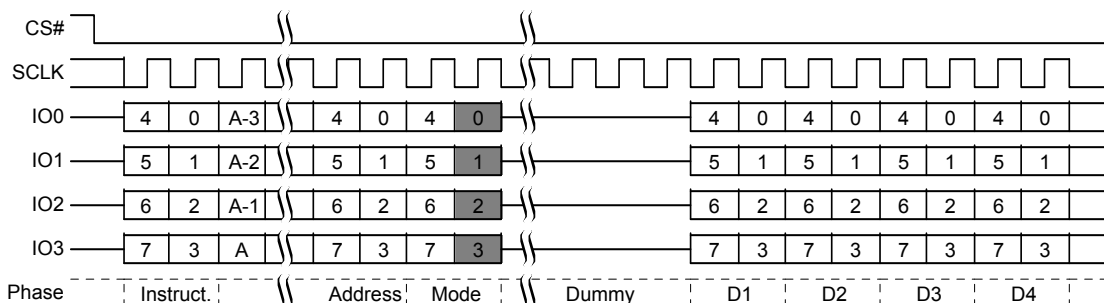 CS#
SCLK
IO0 4 0 A-3 4 0 4 0 4 0 4 0 4 0 4 0
IO1 5 1 A-2 5 1 5 1 5 1 5 1 5 1 5 1
IO2 6 2 A-1 6 2 6 2 6 2 6 2 6 2 6 2
IO3 7 3 A 7 3 7 3 7 3 7 3 7 3 7 3
Phase Instruct. Address Mode Dummy D1 D2 D3 D4